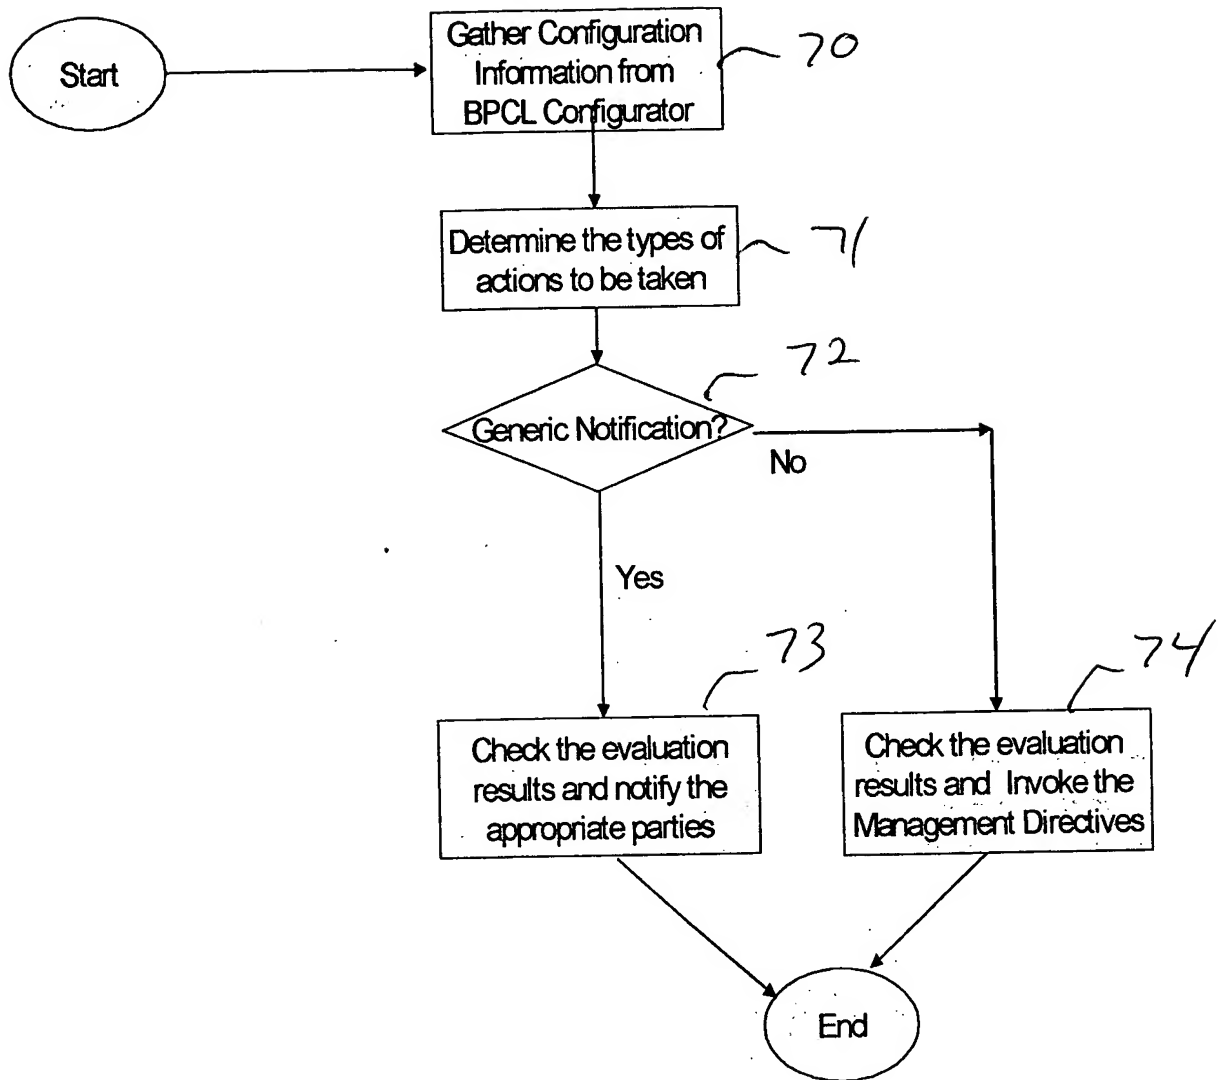 Start
Gather Configuration
Information from
BPCL Configurator
70
Determine the types of
actions to be taken
71
72
Generic Notification?
No
Yes
73
74
Check the evaluation
results and notify the
appropriate parties
Check the evaluation
results and Invoke the
Management Directives
End